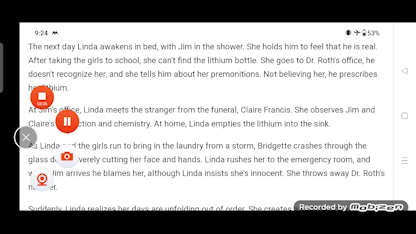 9:24
53%
The next day Linda awakens in bed, with Jim in the shower. She holds him to feel that he is real.
After taking the girls to school, she can't find the lithium bottle. She goes to Dr. Roth's office, he
doesn't recognize her, and she tells him about her premonitions. Not believing her, he prescribes
At Jim's office, Linda meets the stranger from the funeral, Claire Francis. She observes Jim and
Claire's chemistry. At home, Linda empties the lithium into the sink.
As the girls run to bring in the laundry from a storm, Bridgette crashes through the
glass severely cutting her face and hands. Linda rushes her to the emergency room, and
arrives he blames her, although Linda insists she's innocent. She throws away Dr. Roth's
Suddenly, Linda realizes her days are unfolding out of order. She creates
Recorded by Mobizen